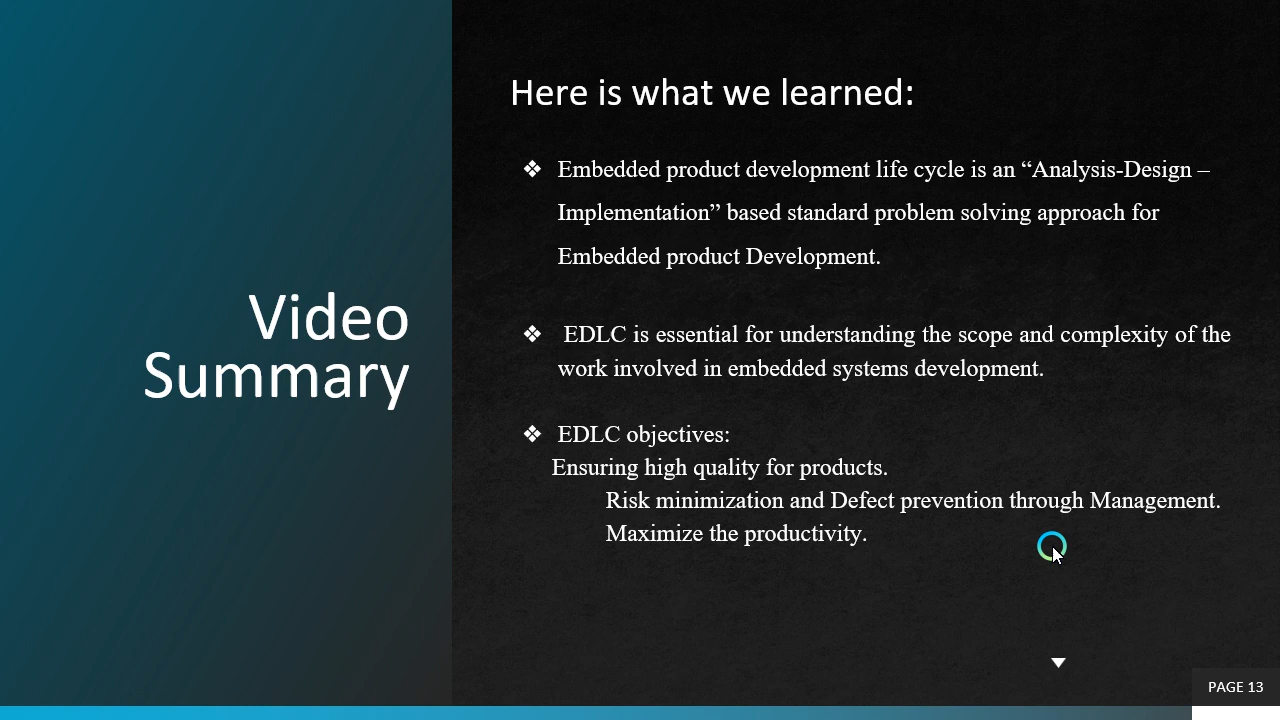 Video
Summary
Here is what we learned:
❖ Embedded product development life cycle is an “Analysis-Design –
Implementation” based standard problem solving approach for
Embedded product Development.
❖ EDLC is essential for understanding the scope and complexity of the
work involved in embedded systems development.
❖ EDLC objectives:
Ensuring high quality for products.
Risk minimization and Defect prevention through Management.
Maximize the productivity.
PAGE 13